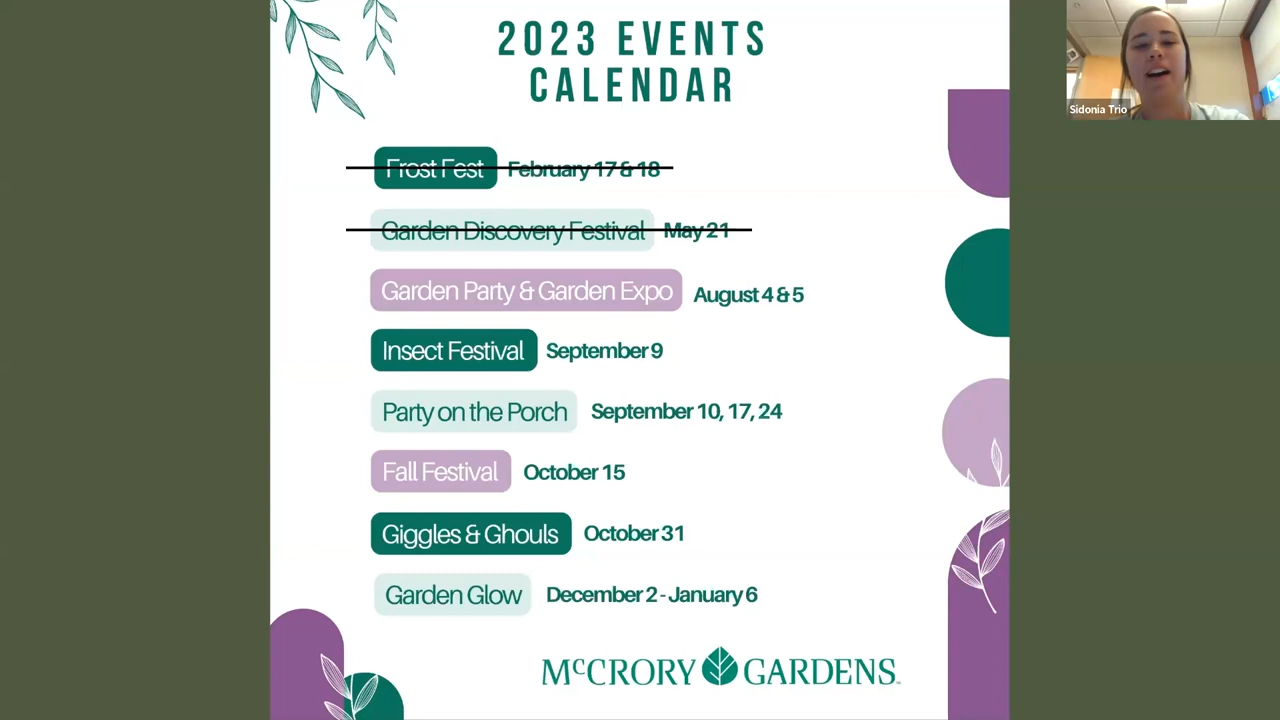 2023 EVENTS
CALENDAR
Sidonia Trio
Frost Fest February 17 & 18
Garden Discovery Festival May 21
Garden Party & Garden Expo August 4 & 5
Insect Festival September 9
Party on the Porch September 10, 17, 24
Fall Festival October 15
Giggles & Ghouls October 31
Garden Glow December 2 - January 6
McCRORY GARDENS